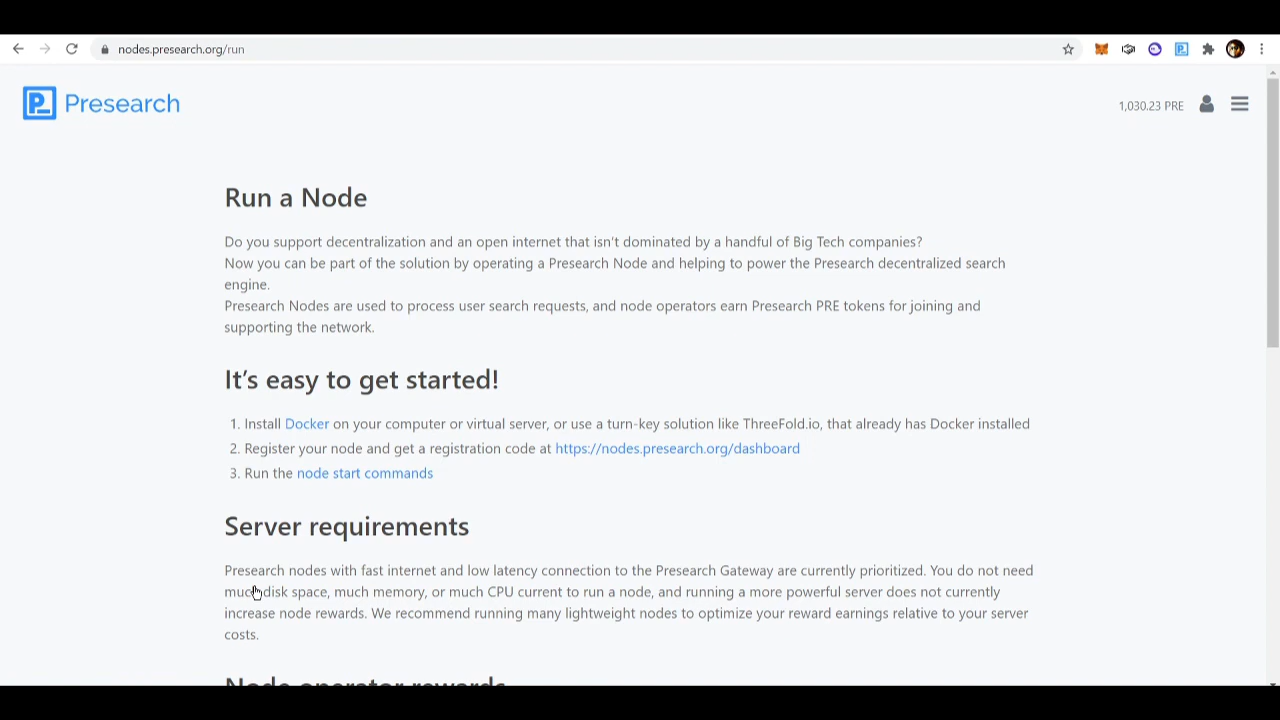 nodes.presearch.org/run
Presearch
1,030.23 PRE
Run a Node
Do you support decentralization and an open internet that isn't dominated by a handful of Big Tech companies?
Now you can be part of the solution by operating a Presearch Node and helping to power the Presearch decentralized search
engine.
Presearch Nodes are used to process user search requests, and node operators earn Presearch PRE tokens for joining and
supporting the network.
It's easy to get started!
1. Install Docker on your computer or virtual server, or use a turn-key solution like ThreeFold.io, that already has Docker installed
2. Register your node and get a registration code at https://nodes.presearch.org/dashboard
3. Run the node start commands
Server requirements
Presearch nodes with fast internet and low latency connection to the Presearch Gateway are currently prioritized. You do not need
much disk space, much memory, or much CPU current to run a node, and running a more powerful server does not currently
increase node rewards. We recommend running many lightweight nodes to optimize your reward earnings relative to your server
costs.
Node operator rewards